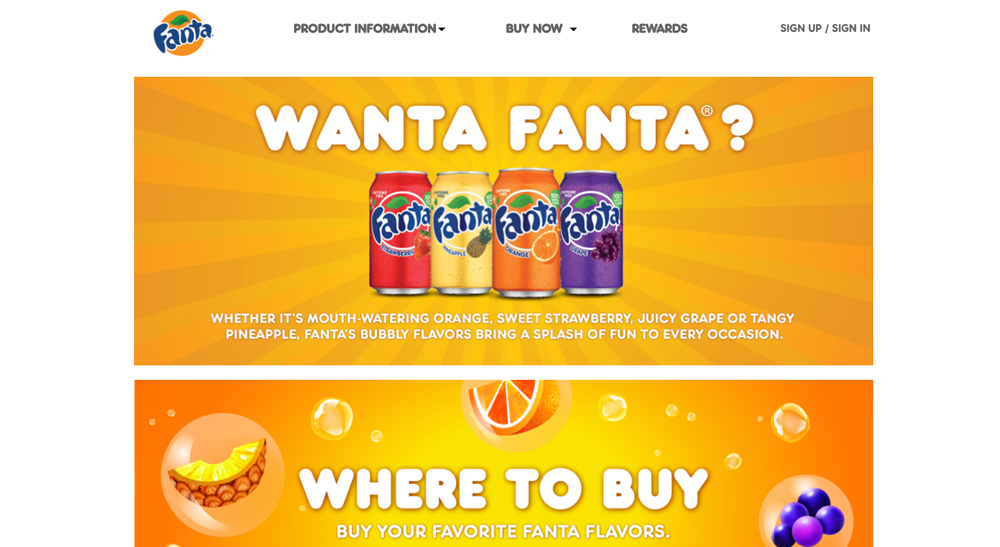 Fanta
PRODUCT INFORMATION
BUY NOW
REWARDS
SIGN UP / SIGN IN
WANTA FANTA®?
Fanta Fanta Fanta Fanta
STRAWBERRY PINEAPPLE ORANGE GRAPE
WHETHER IT'S MOUTH-WATERING ORANGE, SWEET STRAWBERRY, JUICY GRAPE OR TANGY
PINEAPPLE, FANTA'S BUBBLY FLAVORS BRING A SPLASH OF FUN TO EVERY OCCASION.
WHERE TO BUY
BUY YOUR FAVORITE FANTA FLAVORS.